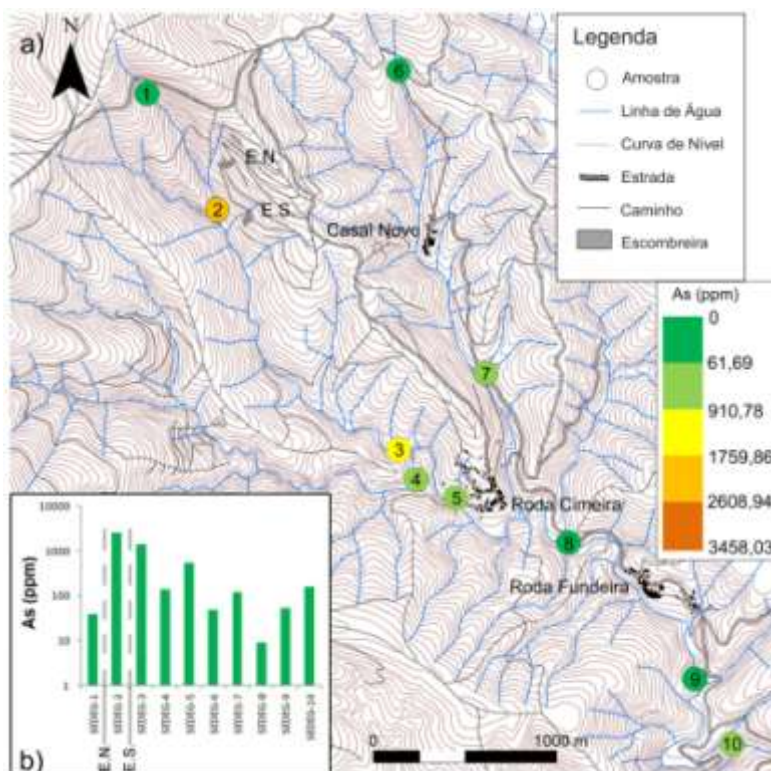 a)
N
1
6
E.N.
2
E.S.
Casal Novo
7
3
4
5
Roda Cimeira
8
Roda Fundeira
9
10
0 1000 m
Legenda
Amostra
Linha de Água
Curva de Nível
Estrada
Caminho
Escombreira
As (ppm)
0
61,69
910,78
1759,86
2608,94
3458,03
b)
As (ppm)
10000
1000
100
10
1
E.N
E.S